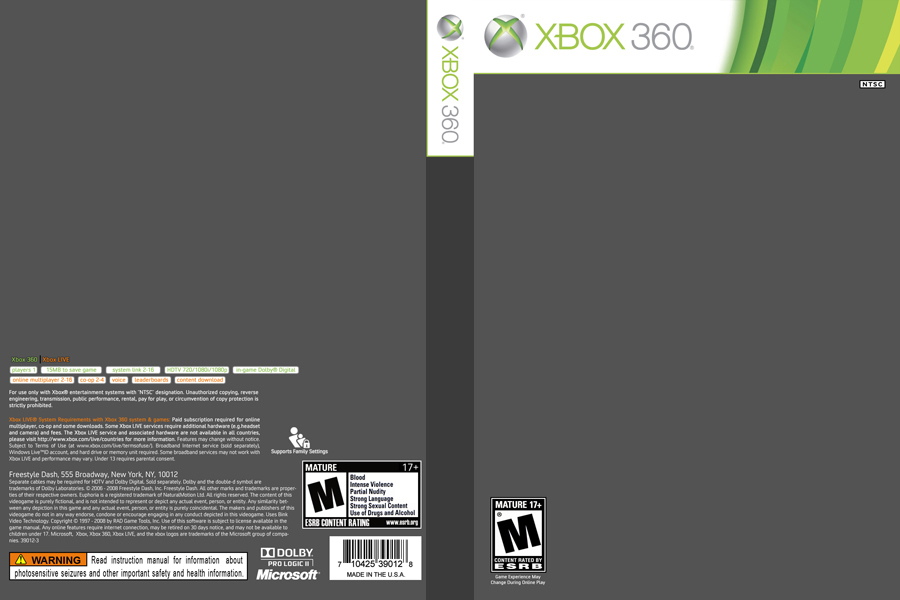 XBOX 360
XBOX 360
NTSC
Xbox 360 Xbox LIVE
players 1 15MB to save game system link 2-16 HDTV 720/1080i/1080p in-game Dolby® Digital
online multiplayer 2-16 co-op 2-4 voice leaderboards content download
For use only with Xbox® entertainment systems with "NTSC" designation. Unauthorized copying, reverse
engineering, transmission, public performance, rental, pay for play, or circumvention of copy protection is
strictly prohibited.
Xbox LIVE® System Requirements with Xbox 360 system & games: Paid subscription required for online
multiplayer, co-op and some downloads. Some Xbox LIVE services require additional hardware (e.g.headset
and camera) and fees. The Xbox LIVE service and associated hardware are not available in all countries,
please visit http://www.xbox.com/live/countries for more information. Features may change without notice.
Subject to Terms of Use (at www.xbox.com/live/termsofuse/). Broadband Internet service (sold separately),
Windows Live™ID account, and hard drive or memory unit required. Some broadband services may not work with
Xbox LIVE and performance may vary. Under 13 requires parental consent.
Supports Family Settings
Freestyle Dash, 555 Broadway, New York, NY, 10012
Separate cables may be required for HDTV and Dolby Digital. Sold separately. Dolby and the double-d symbol are
trademarks of Dolby Laboratories. © 2006 - 2008 Freestyle Dash, Inc. Freestyle Dash. All other marks and trademarks are proper-
ties of their respective owners. Euphoria is a registered trademark of NaturalMotion Ltd. All rights reserved. The content of this
videogame is purely fictional, and is not intended to represent or depict any actual event, person, or entity. Any similarity bet-
ween any depiction in this game and any actual event, person, or entity is purely coincidental. The makers and publishers of this
videogame do not in any way endorse, condone or encourage engaging in any conduct depicted in this videogame. Uses Bink
Video Technology. Copyright © 1997 - 2008 by RAD Game Tools, Inc. Use of this software is subject to license available in the
game manual. Any online features require internet connection, may be retired on 30 days notice, and may not be available to
children under 17. Microsoft, Xbox, Xbox 360, Xbox Live, and the xbox logos are trademarks of the Microsoft group of compa-
nies. 39012-3
MATURE 17+
M
Blood
Intense Violence
Partial Nudity
Strong Language
Strong Sexual Content
Use of Drugs and Alcohol
ESRB CONTENT RATING www.esrb.org
WARNING Read instruction manual for information about
photosensitive seizures and other important safety and health information.
DOLBY
PRO LOGIC II
Microsoft®
7 10425 39012 8
MADE IN THE U.S.A.
MATURE 17+
M
CONTENT RATED BY
ESRB
Game Experience May
Change During Online Play